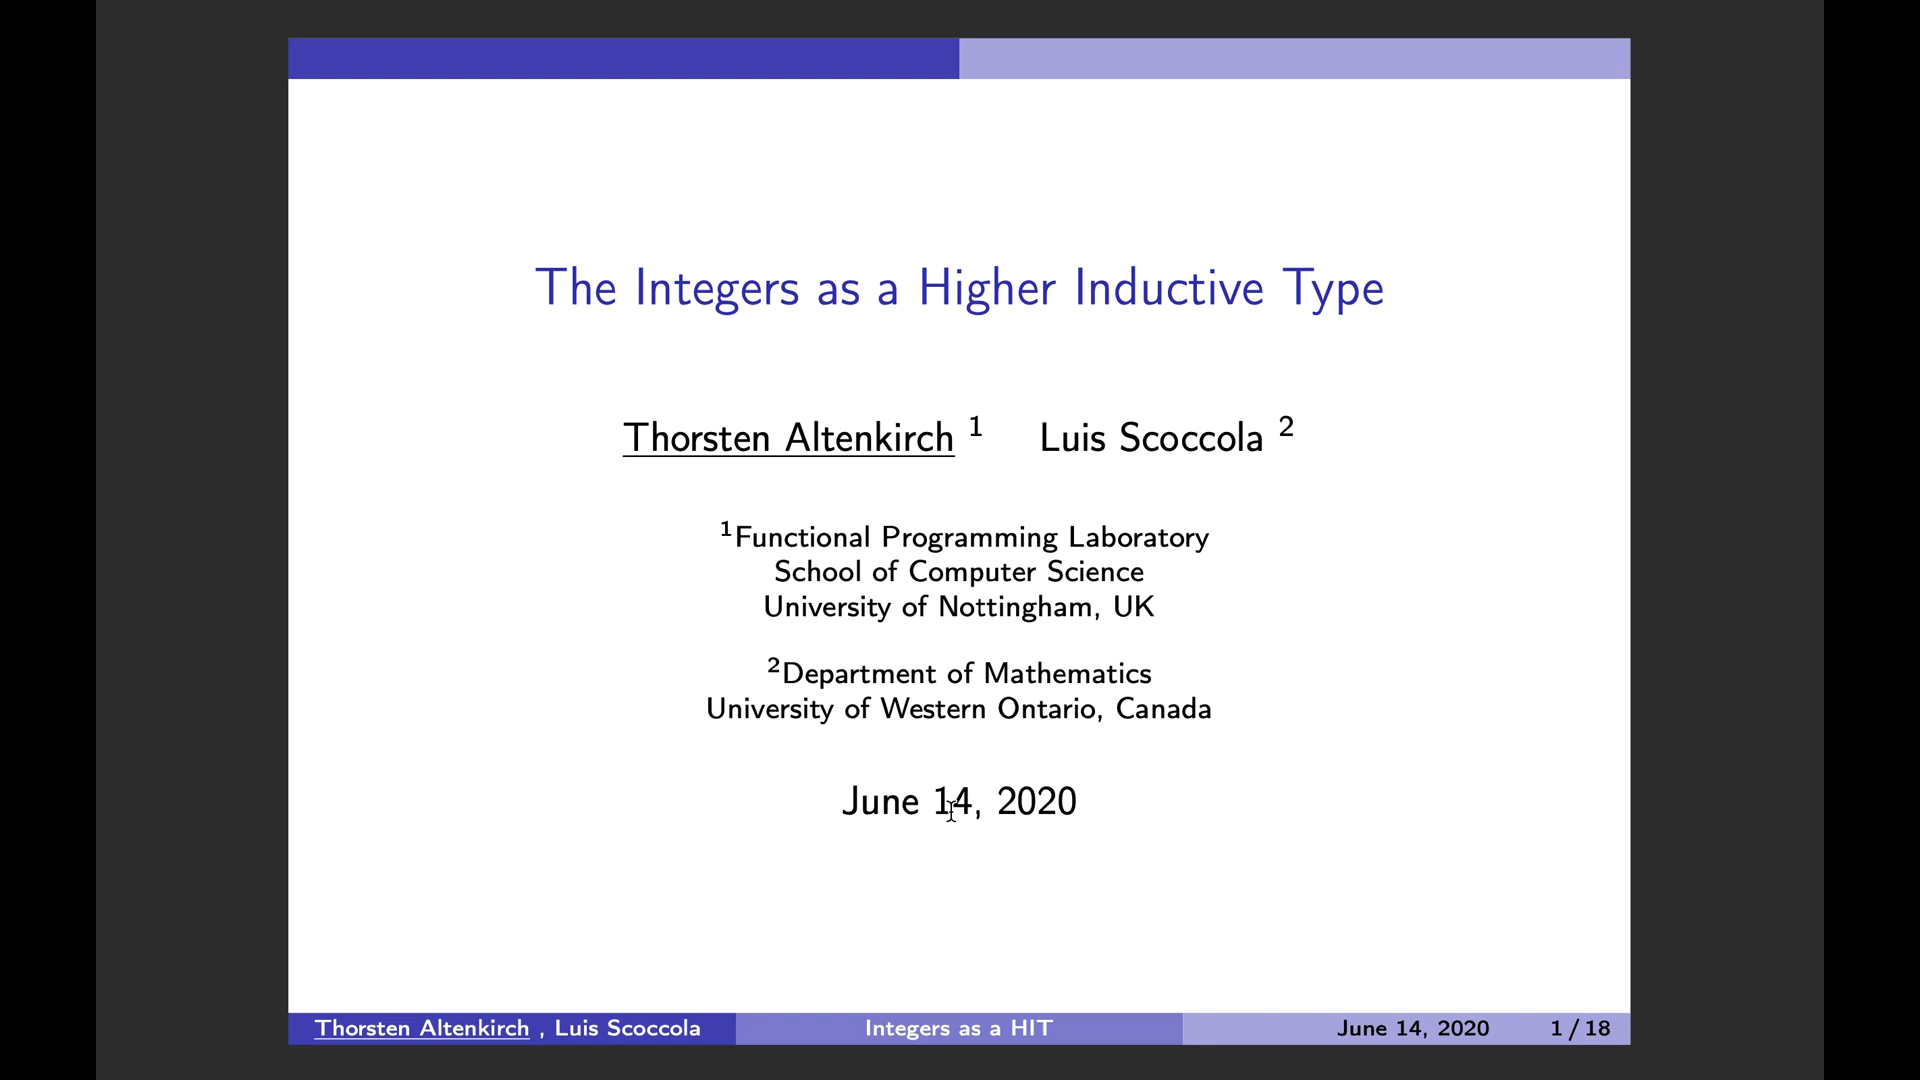 The Integers as a Higher Inductive Type
Thorsten Altenkirch ¹ Luis Scoccola ²
¹Functional Programming Laboratory
School of Computer Science
University of Nottingham, UK
²Department of Mathematics
University of Western Ontario, Canada
June 14, 2020
Thorsten Altenkirch , Luis Scoccola Integers as a HIT June 14, 2020 1 / 18